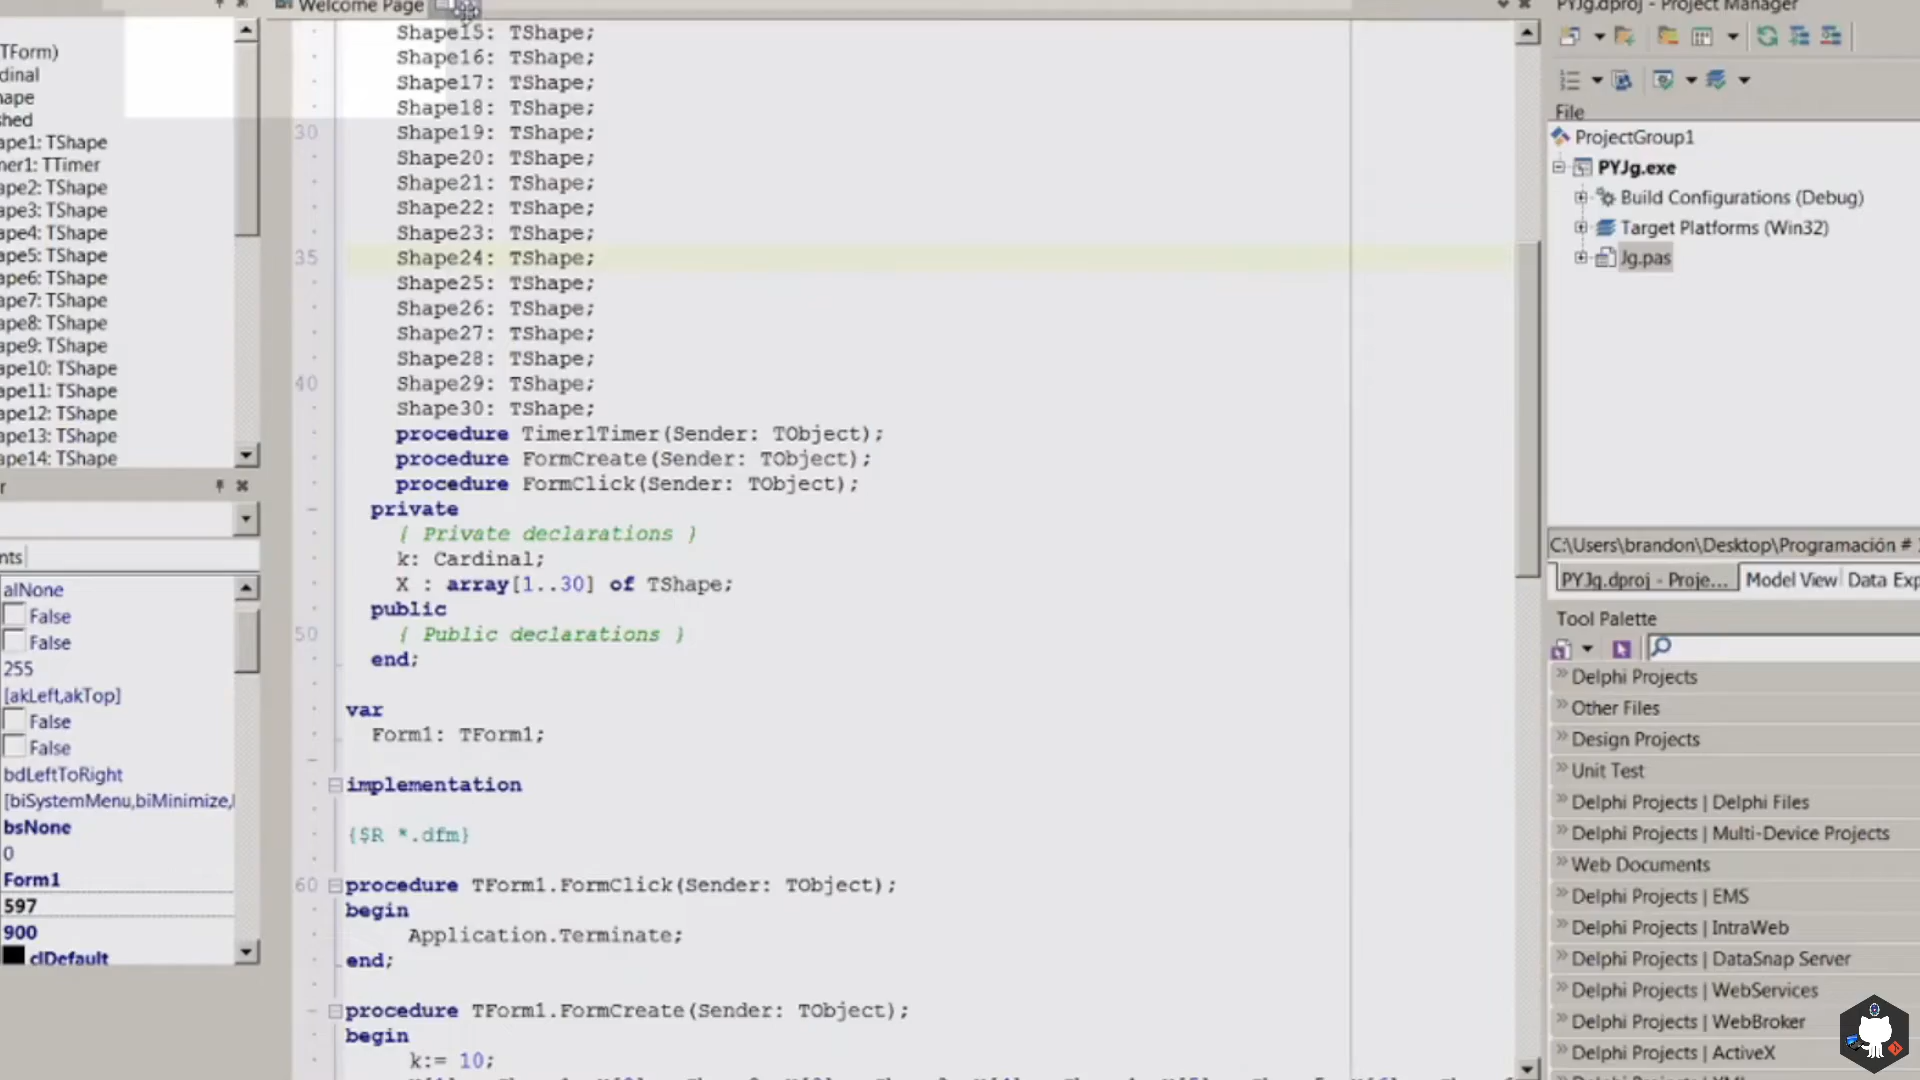 Welcome Page
PYJg.dproj - Project Manager
TForm)
dinal
hape
shed
ape1: TShape
mer1: TTimer
ape2: TShape
ape3: TShape
ape4: TShape
ape5: TShape
ape6: TShape
ape7: TShape
ape8: TShape
ape9: TShape
ape10: TShape
ape11: TShape
ape12: TShape
ape13: TShape
ape14: TShape
r
nts
alNone
False
False
255
[akLeft,akTop]
False
False
bdLeftToRight
[biSystemMenu,biMinimize,
bsNone
0
Form1
597
900
clDefault
Shape15: TShape;
Shape16: TShape;
Shape17: TShape;
Shape18: TShape;
30 Shape19: TShape;
Shape20: TShape;
Shape21: TShape;
Shape22: TShape;
Shape23: TShape;
35 Shape24: TShape;
Shape25: TShape;
Shape26: TShape;
Shape27: TShape;
Shape28: TShape;
40 Shape29: TShape;
Shape30: TShape;
procedure Timer1Timer(Sender: TObject);
procedure FormCreate(Sender: TObject);
procedure FormClick(Sender: TObject);
private
{ Private declarations }
k: Cardinal;
X : array[1..30] of TShape;
public
50 { Public declarations }
end;
var
Form1: TForm1;
implementation
{$R *.dfm}
60 procedure TForm1.FormClick(Sender: TObject);
begin
Application.Terminate;
end;
procedure TForm1.FormCreate(Sender: TObject);
begin
k:= 10;
File
ProjectGroup1
PYJg.exe
Build Configurations (Debug)
Target Platforms (Win32)
Jg.pas
C:\Users\brandon\Desktop\Programación #
PYJg.dproj - Proje...
Model View
Data Exp
Tool Palette
Delphi Projects
Other Files
Design Projects
Unit Test
Delphi Projects | Delphi Files
Delphi Projects | Multi-Device Projects
Web Documents
Delphi Projects | EMS
Delphi Projects | IntraWeb
Delphi Projects | DataSnap Server
Delphi Projects | WebServices
Delphi Projects | WebBroker
Delphi Projects | ActiveX